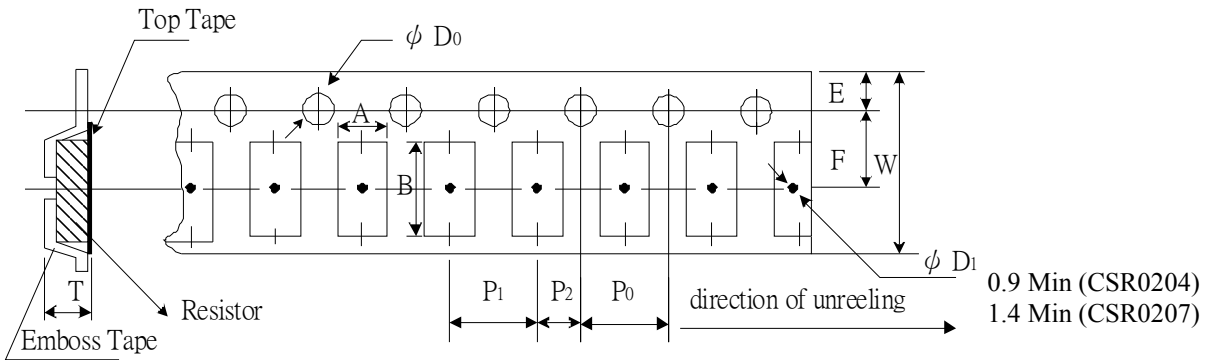 Top Tape
φ D0
A
E
F
W
B
T
Resistor
Emboss Tape
P1
P2
P0
direction of unreeling
φ D1
0.9 Min (CSR0204)
1.4 Min (CSR0207)